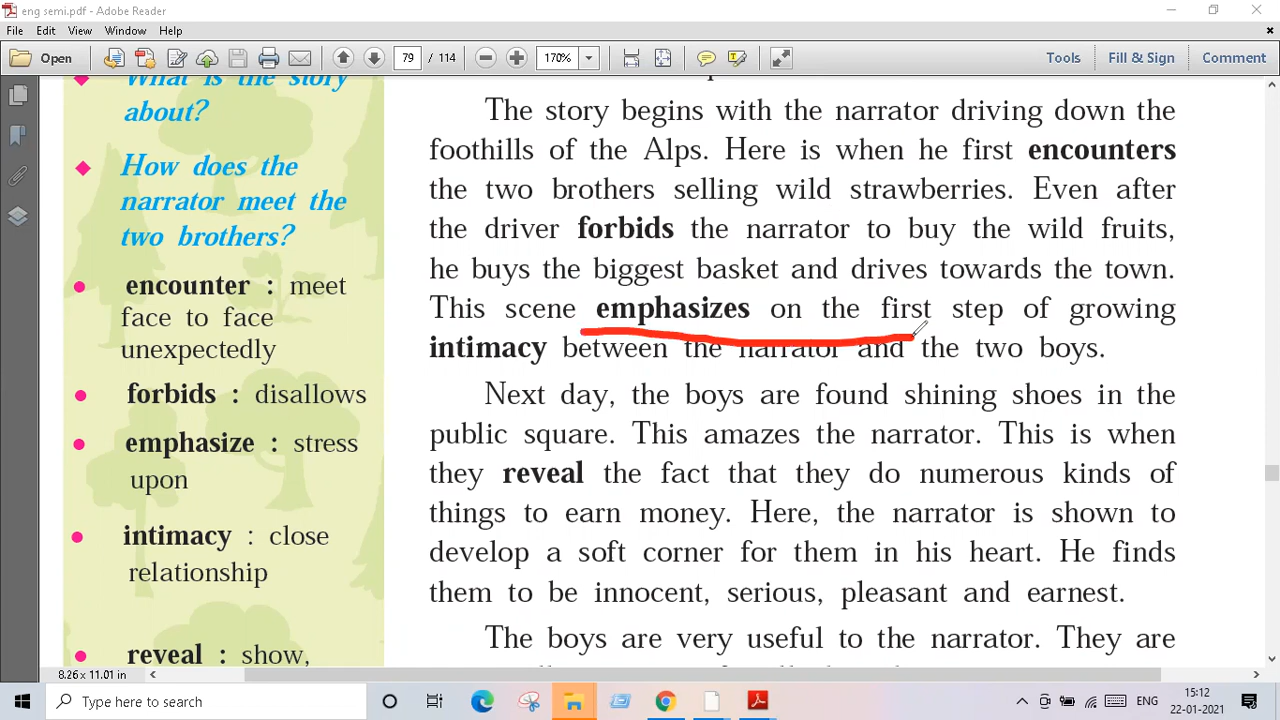 eng semi.pdf - Adobe Reader
File Edit View Window Help
Open 79 / 114 170% Tools Fill & Sign Comment
What is the story
about?
How does the
narrator meet the
two brothers?
encounter : meet
face to face
unexpectedly
forbids : disallows
emphasize : stress
upon
intimacy : close
relationship
reveal : show,
The story begins with the narrator driving down the
foothills of the Alps. Here is when he first encounters
the two brothers selling wild strawberries. Even after
the driver forbids the narrator to buy the wild fruits,
he buys the biggest basket and drives towards the town.
This scene emphasizes on the first step of growing
intimacy between the narrator and the two boys.
Next day, the boys are found shining shoes in the
public square. This amazes the narrator. This is when
they reveal the fact that they do numerous kinds of
things to earn money. Here, the narrator is shown to
develop a soft corner for them in his heart. He finds
them to be innocent, serious, pleasant and earnest.
The boys are very useful to the narrator. They are
8.26 x 11.01 in
Type here to search
ENG
15:12
22-01-2021